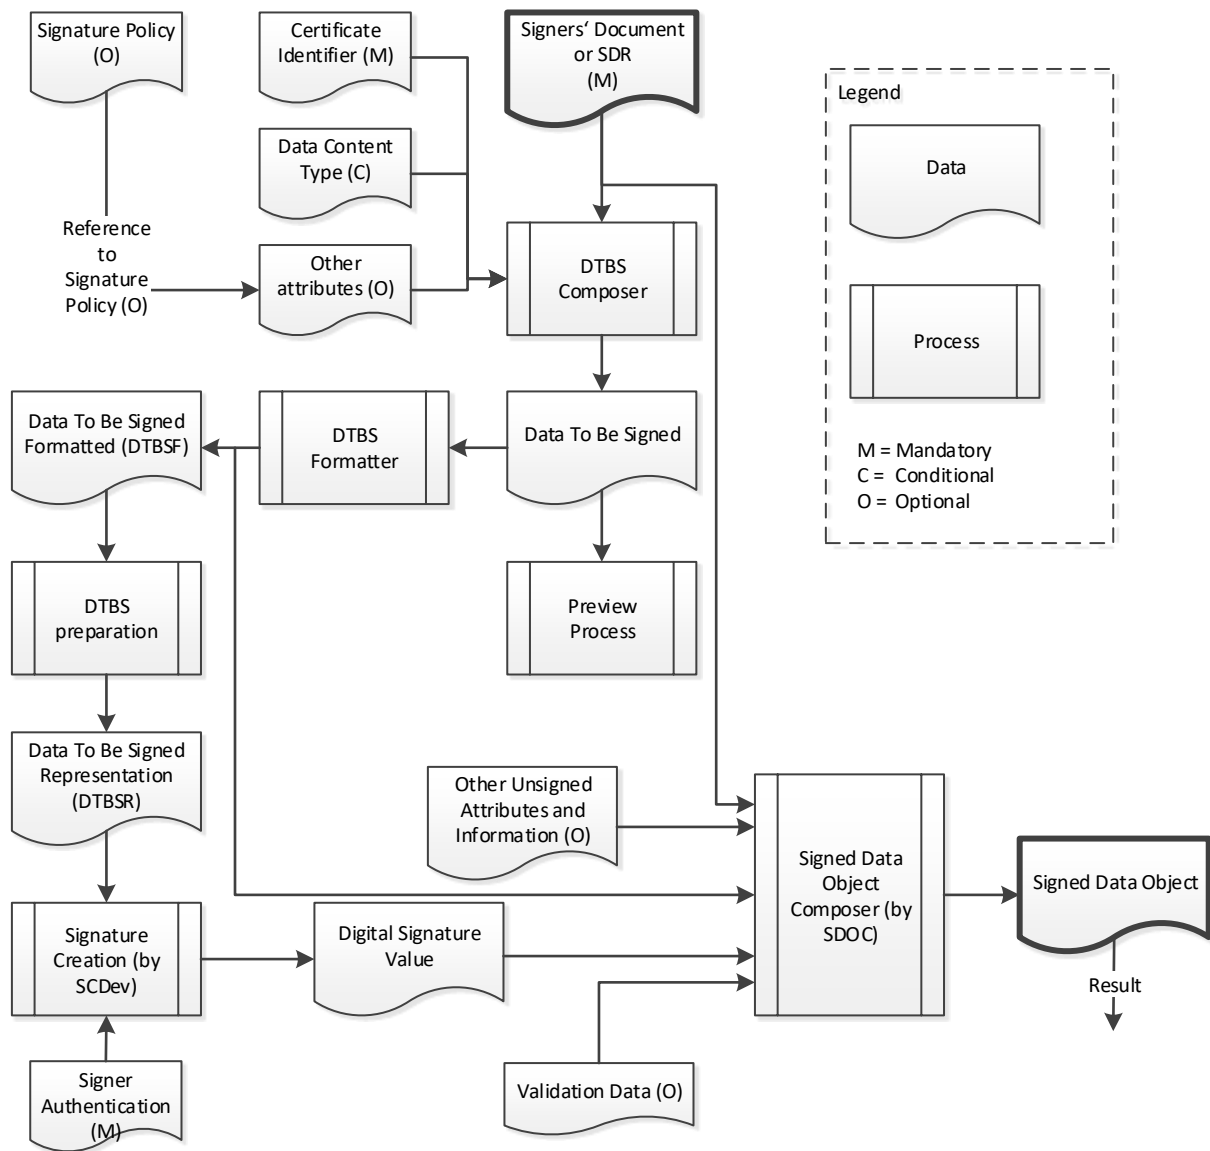 Signature Policy
(O)
Certificate
Identifier (M)
Signers‘ Document
or SDR
(M)
Legend
Data
Data Content
Type (C)
Reference
to
Signature
Policy (O)
Other
attributes (O)
DTBS
Composer
Process
Data To Be Signed
Formatted (DTBSF)
DTBS
Formatter
Data To Be Signed
M = Mandatory
C =  Conditional
O =  Optional
DTBS
preparation
Preview
Process
Data To Be Signed
Representation
(DTBSR)
Other Unsigned
Attributes and
Information (O)
Signed Data
Object
Composer (by
SDOC)
Signed Data Object
Signature
Creation (by
SCDev)
Digital Signature
Value
Result
Signer
Authentication
(M)
Validation Data (O)